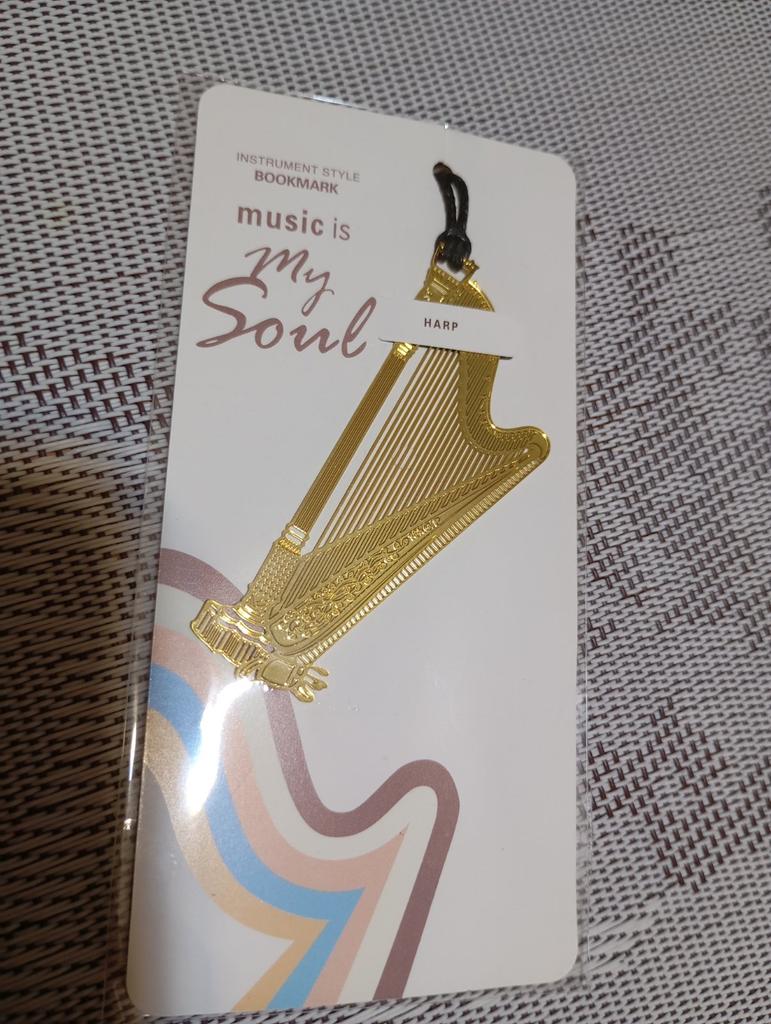 INSTRUMENT STYLE
BOOKMARK
music is
My
Soul
HARP